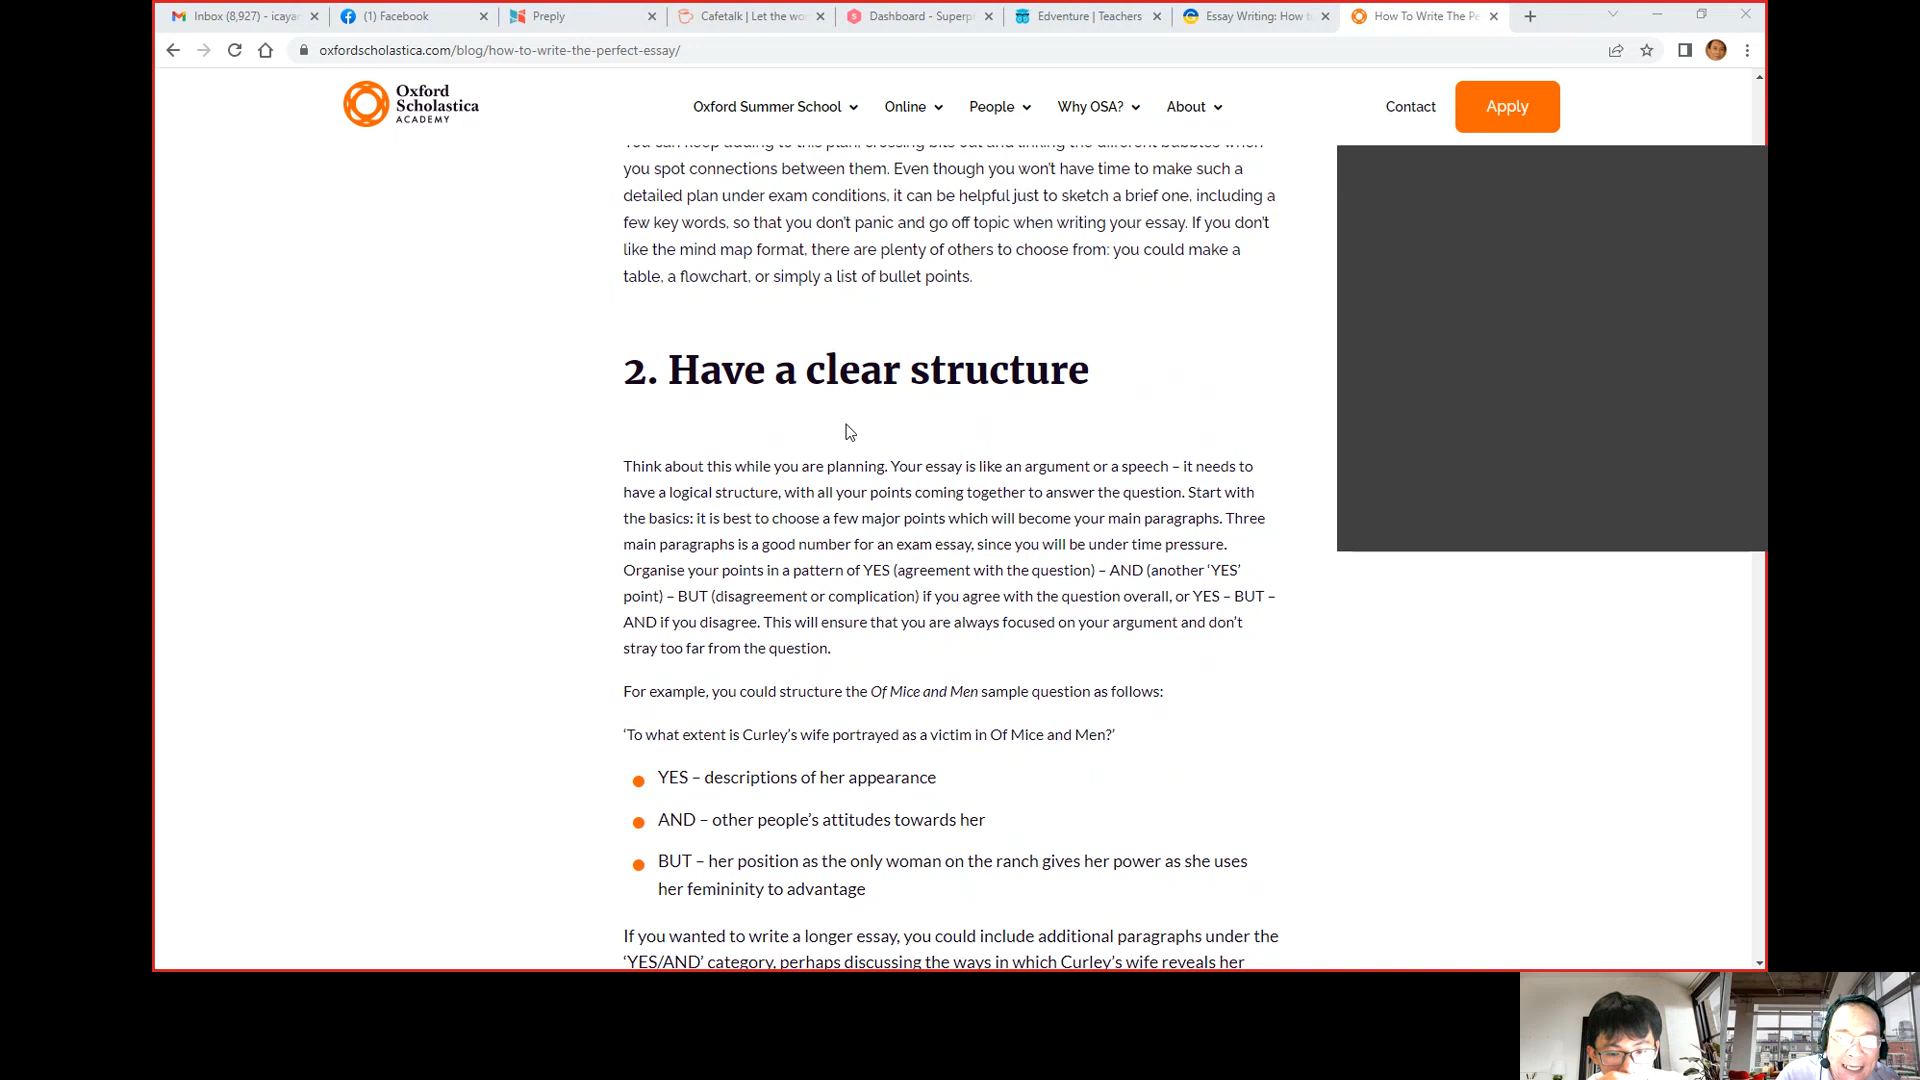 Inbox (8,927) - icayar
(1) Facebook
Preply
Cafetalk | Let the wo
Dashboard - Superp
Edventure | Teachers
Essay Writing: How t
How To Write The Pe
oxfordscholastica.com/blog/how-to-write-the-perfect-essay/
Oxford
Scholastica
ACADEMY
Oxford Summer School
Online
People
Why OSA?
About
Contact
Apply
You can keep adding to this plan, crossing bits out and linking the different bubbles when
you spot connections between them. Even though you won't have time to make such a
detailed plan under exam conditions, it can be helpful just to sketch a brief one, including a
few key words, so that you don't panic and go off topic when writing your essay. If you don't
like the mind map format, there are plenty of others to choose from: you could make a
table, a flowchart, or simply a list of bullet points.
2. Have a clear structure
Think about this while you are planning. Your essay is like an argument or a speech – it needs to
have a logical structure, with all your points coming together to answer the question. Start with
the basics: it is best to choose a few major points which will become your main paragraphs. Three
main paragraphs is a good number for an exam essay, since you will be under time pressure.
Organise your points in a pattern of YES (agreement with the question) – AND (another ‘YES’
point) – BUT (disagreement or complication) if you agree with the question overall, or YES – BUT –
AND if you disagree. This will ensure that you are always focused on your argument and don’t
stray too far from the question.
For example, you could structure the Of Mice and Men sample question as follows:
‘To what extent is Curley’s wife portrayed as a victim in Of Mice and Men?’
YES – descriptions of her appearance
AND – other people’s attitudes towards her
BUT – her position as the only woman on the ranch gives her power as she uses
her femininity to advantage
If you wanted to write a longer essay, you could include additional paragraphs under the
‘YES/AND’ category, perhaps discussing the ways in which Curley’s wife reveals her